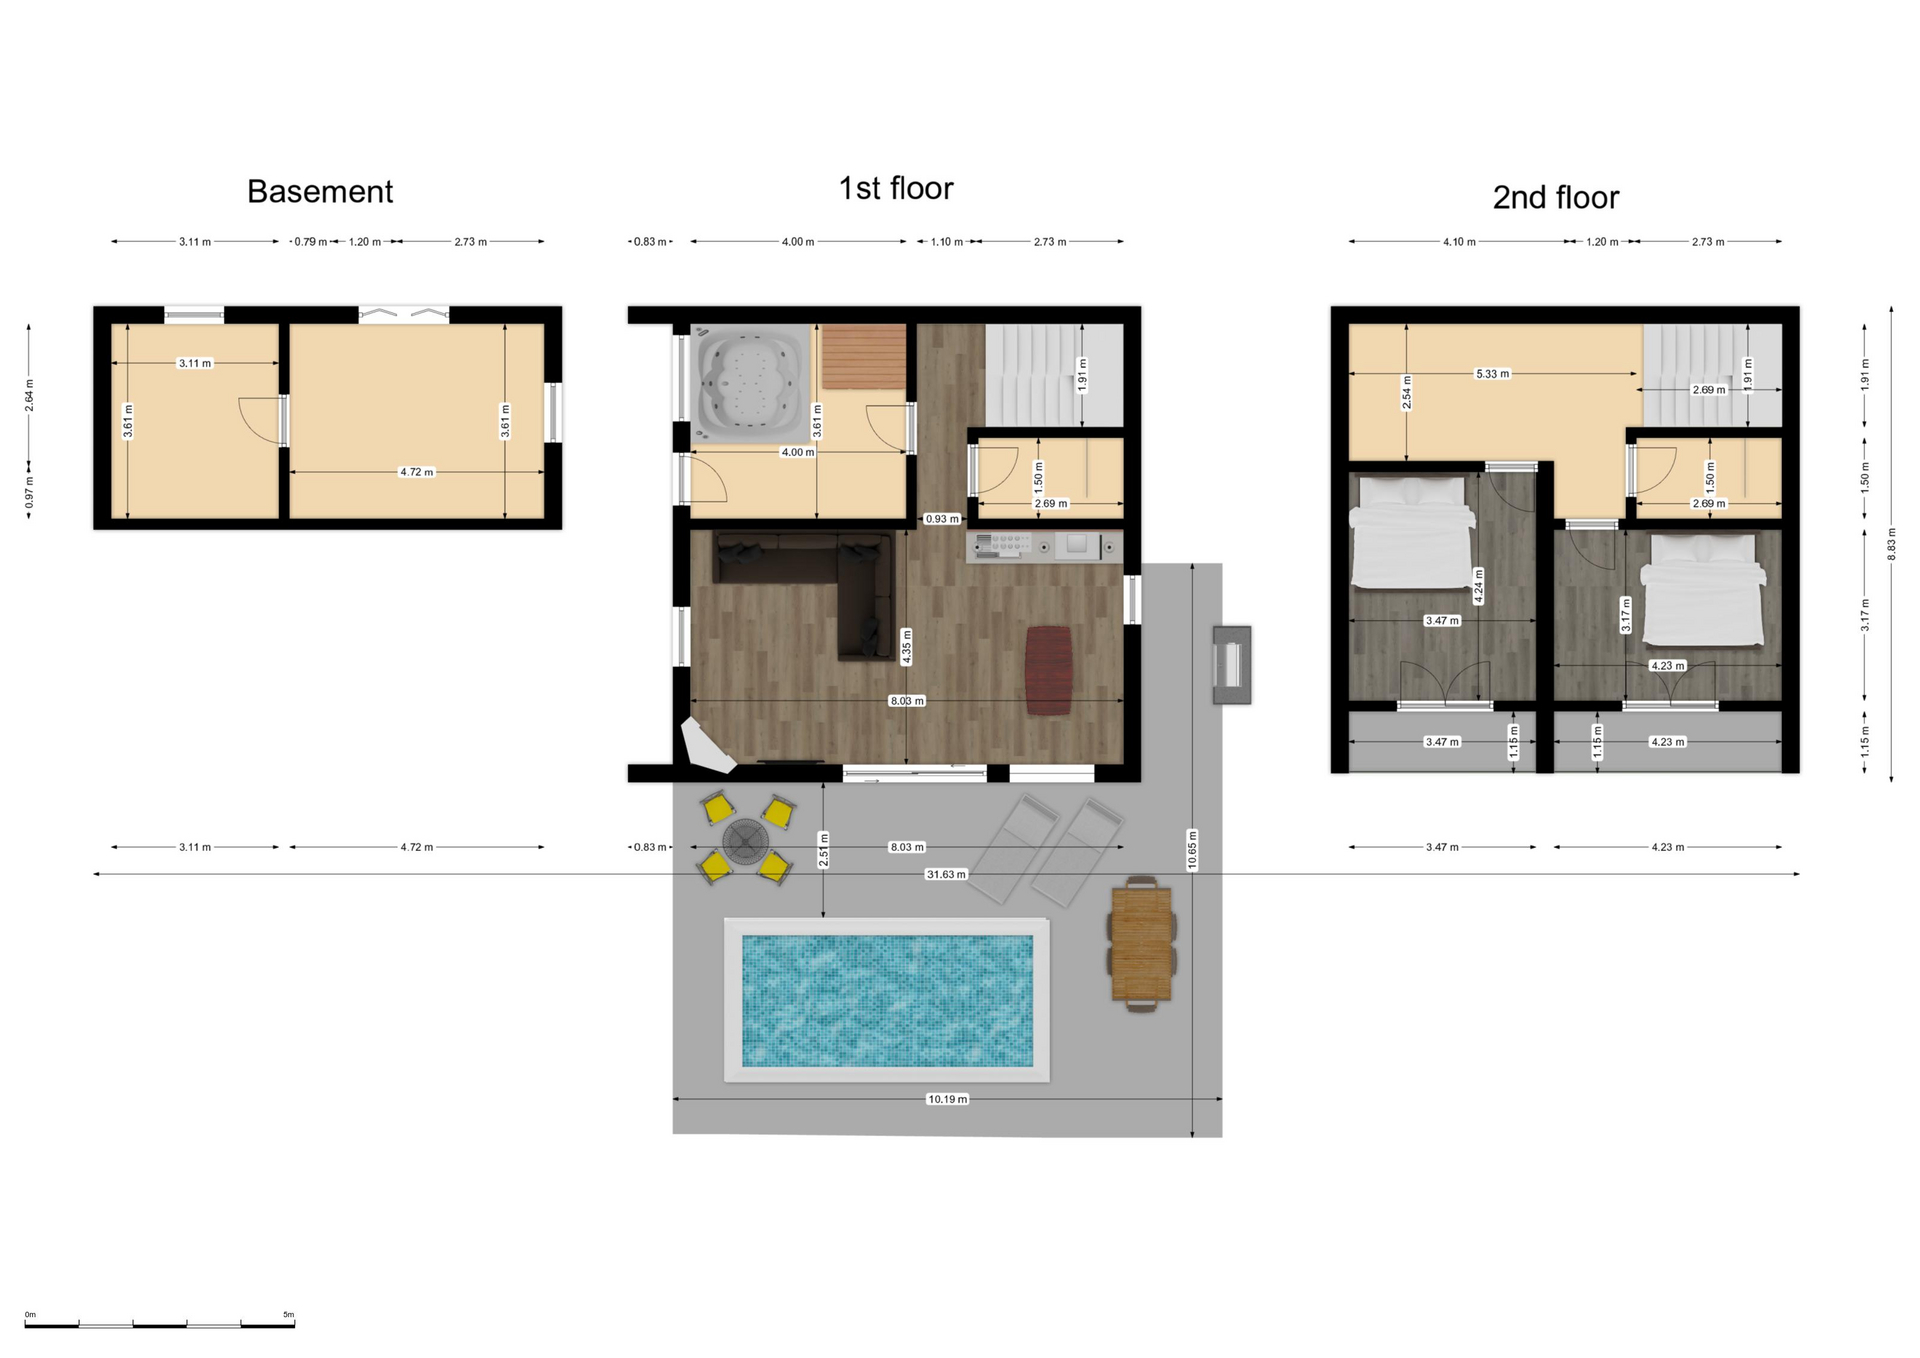 Basement
1st floor
2nd floor
3.11 m
0.79 m
1.20 m
2.73 m
0.83 m
4.00 m
1.10 m
2.73 m
4.10 m
1.20 m
2.73 m
2.64 m
0.97 m
3.11 m
3.61 m
3.61 m
4.72 m
3.61 m
4.00 m
1.91 m
1.50 m
2.69 m
0.93 m
4.35 m
8.03 m
5.33 m
2.54 m
2.69 m
1.91 m
1.50 m
2.69 m
4.24 m
3.47 m
3.17 m
4.23 m
3.47 m
1.15 m
1.15 m
4.23 m
1.91 m
1.50 m
3.17 m
1.15 m
8.83 m
3.11 m
4.72 m
0.83 m
2.51 m
8.03 m
10.65 m
3.47 m
4.23 m
31.63 m
10.19 m
0m
5m